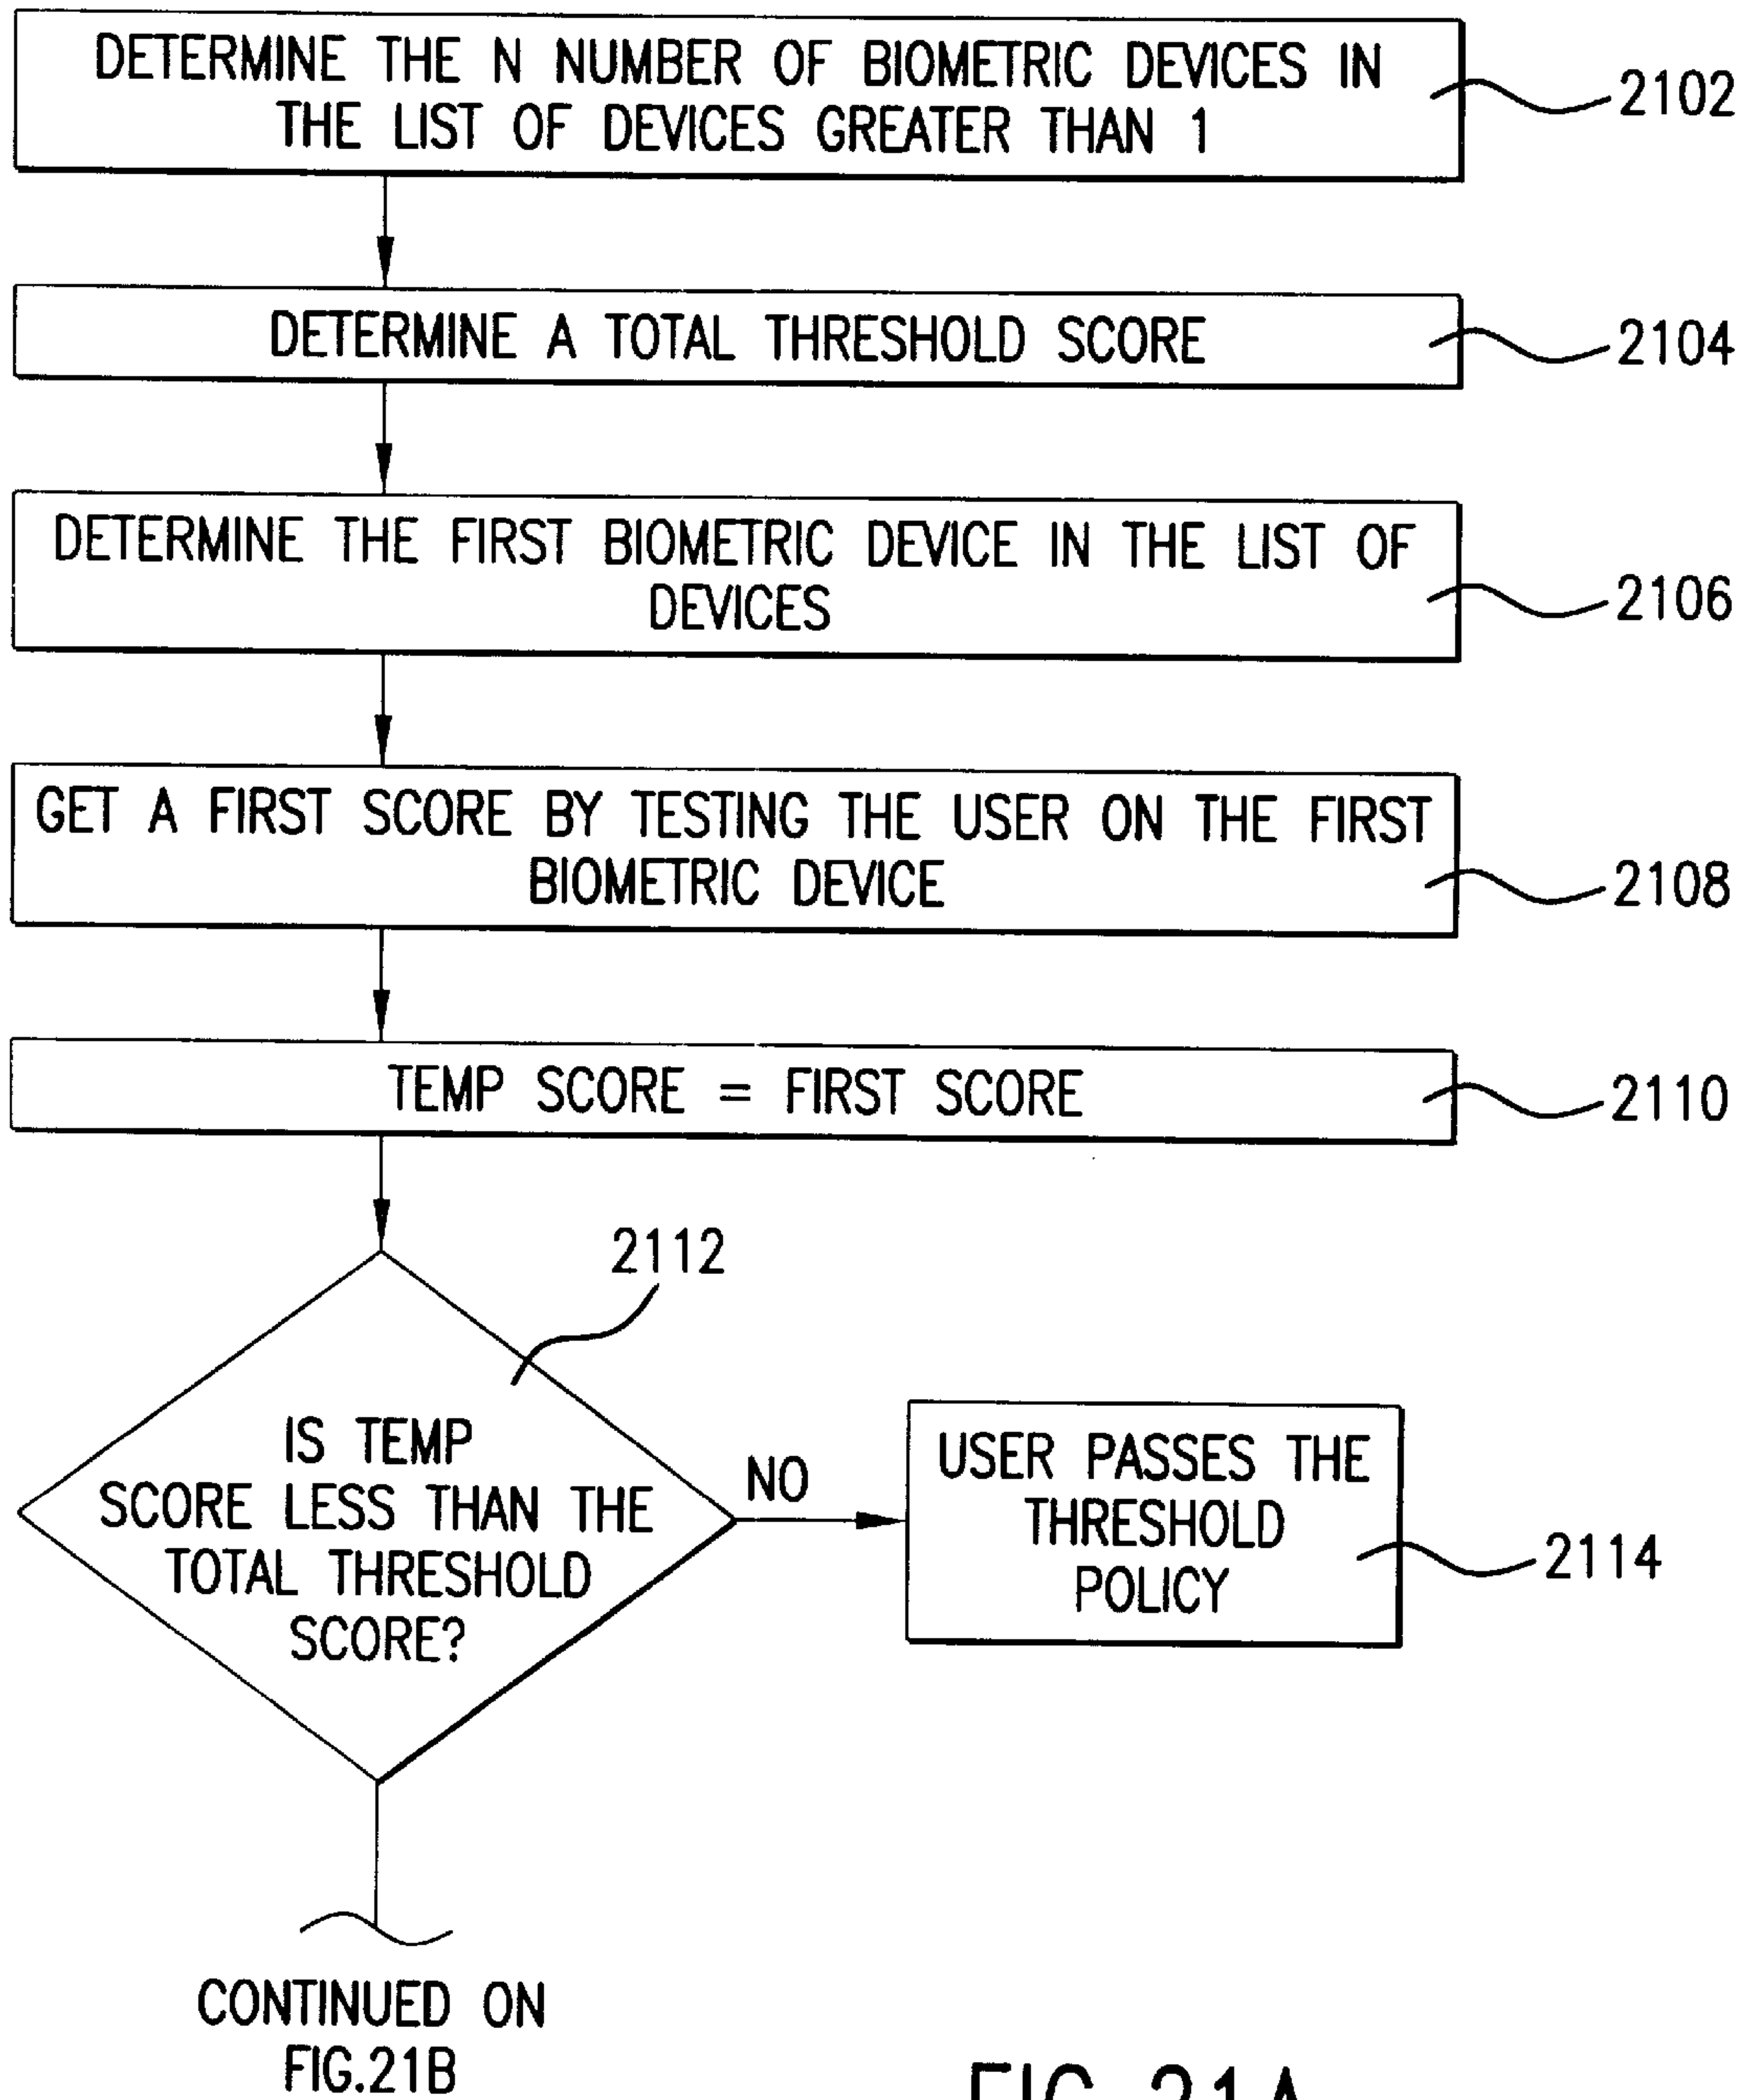 DETERMINE THE N NUMBER OF BIOMETRIC DEVICES IN
THE LIST OF DEVICES GREATER THAN 1
2102
DETERMINE A TOTAL THRESHOLD SCORE
2104
DETERMINE THE FIRST BIOMETRIC DEVICE IN THE LIST OF
DEVICES
2106
GET A FIRST SCORE BY TESTING THE USER ON THE FIRST
BIOMETRIC DEVICE
2108
TEMP SCORE = FIRST SCORE
2110
2112
IS TEMP
SCORE LESS THAN THE
TOTAL THRESHOLD
SCORE?
NO
USER PASSES THE
THRESHOLD
POLICY
2114
CONTINUED ON
FIG.21B
FIG.21A